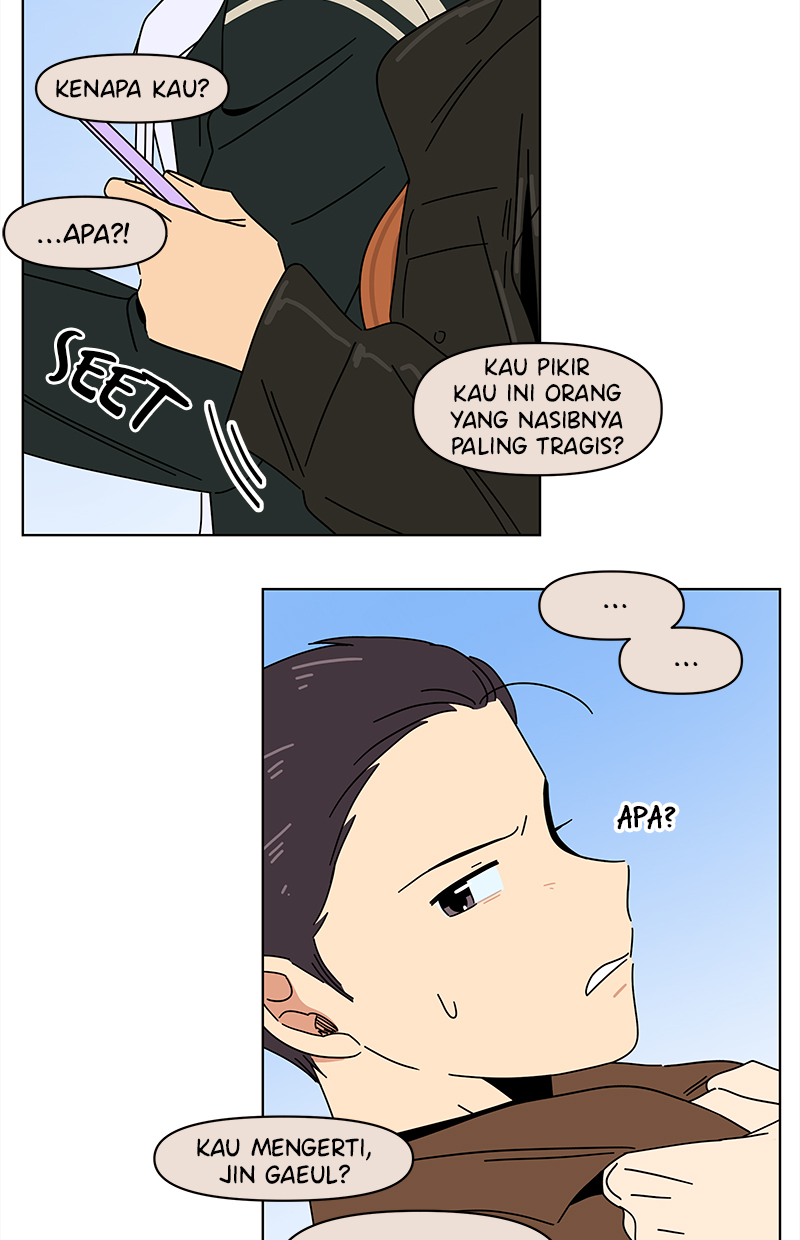 KENAPA KAU?
...APA?!
SEET
KAU PIKIR
KAU INI ORANG
YANG NASIBNYA
PALING TRAGIS?
...
...
APA?
KAU MENGERTI,
JIN GAEUL?